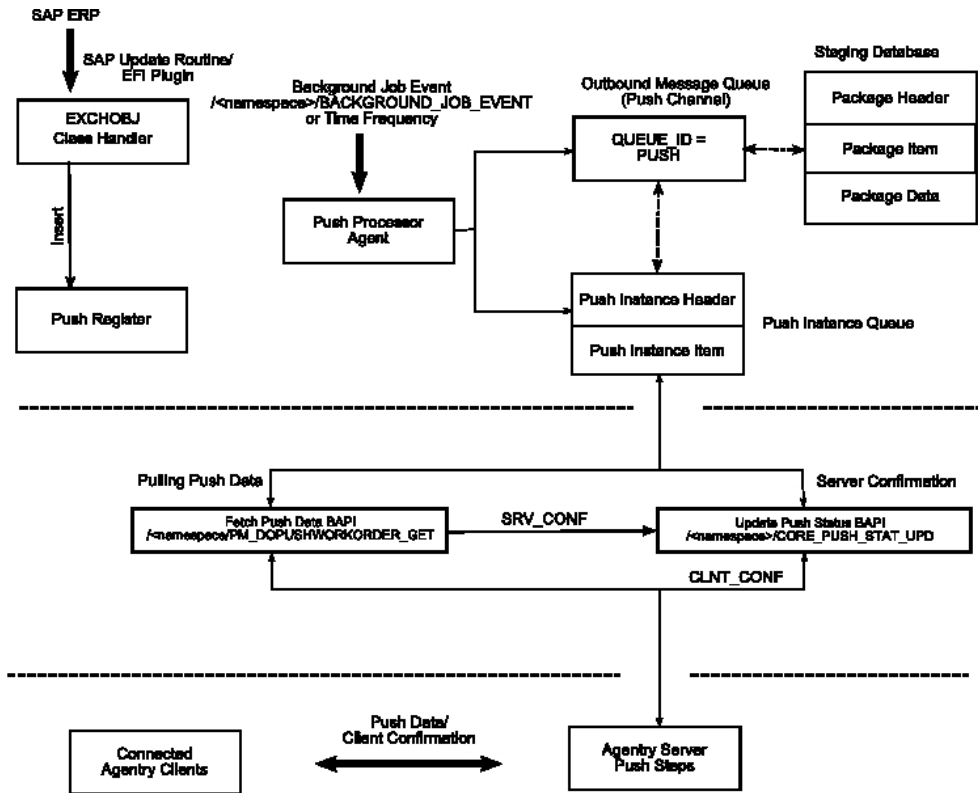 SAP ERP
SAP Update Routine/
EFI Plugin
EXCHOBJ
Class Handler
Insert
Push Register
Background Job Event
/<namespace>/BACKGROUND_JOB_EVENT
or Time Frequency
Push Processor
Agent
Outbound Message Queue
(Push Channel)
QUEUE_ID =
PUSH
Staging Database
Package Header
Package Item
Package Data
Push Instance Header
Push Instance Item
Push Instance Queue
Pulling Push Data
Server Confirmation
Fetch Push Data BAPI
/<namespace/PM_DOPUSHWORKORDER_GET
SRV_CONF
Update Push Status BAPI
/<namespace>/CORE_PUSH_STAT_UPD
CLNT_CONF
Connected
Agentry Clients
Push Data/
Client Confirmation
Agentry Server
Push Steps